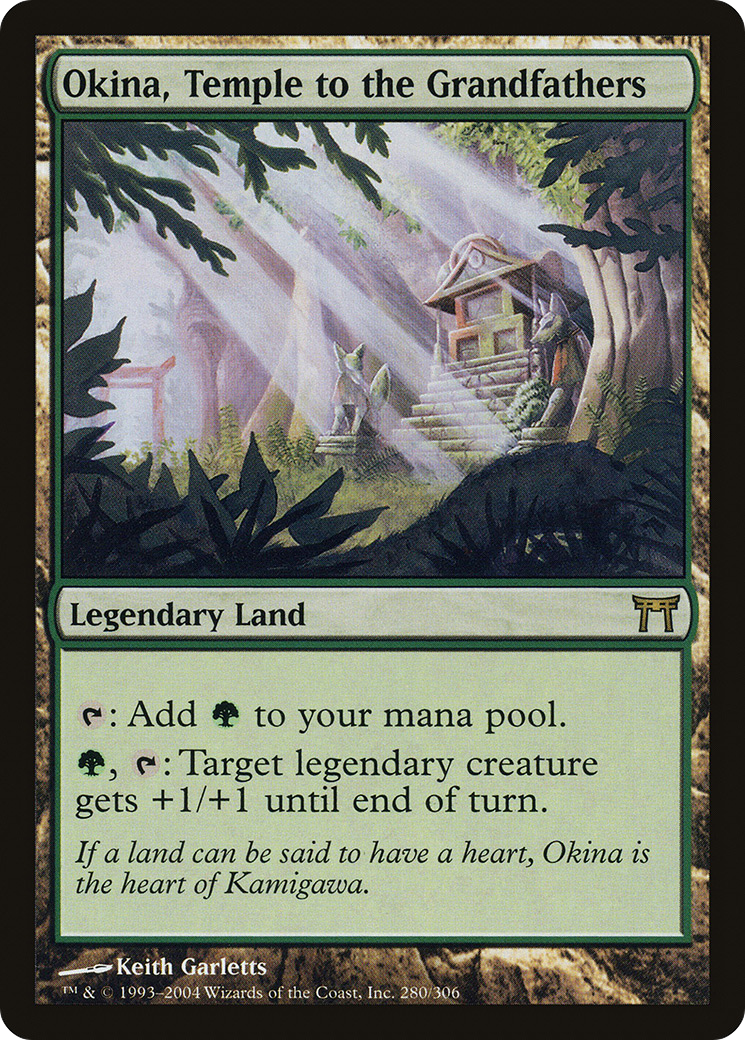 Okina, Temple to the Grandfathers
Legendary Land
: Add to your mana pool.
, : Target legendary creature
gets +1/+1 until end of turn.
If a land can be said to have a heart, Okina is
the heart of Kamigawa.
Keith Garletts
™ & © 1993–2004 Wizards of the Coast, Inc. 280/306